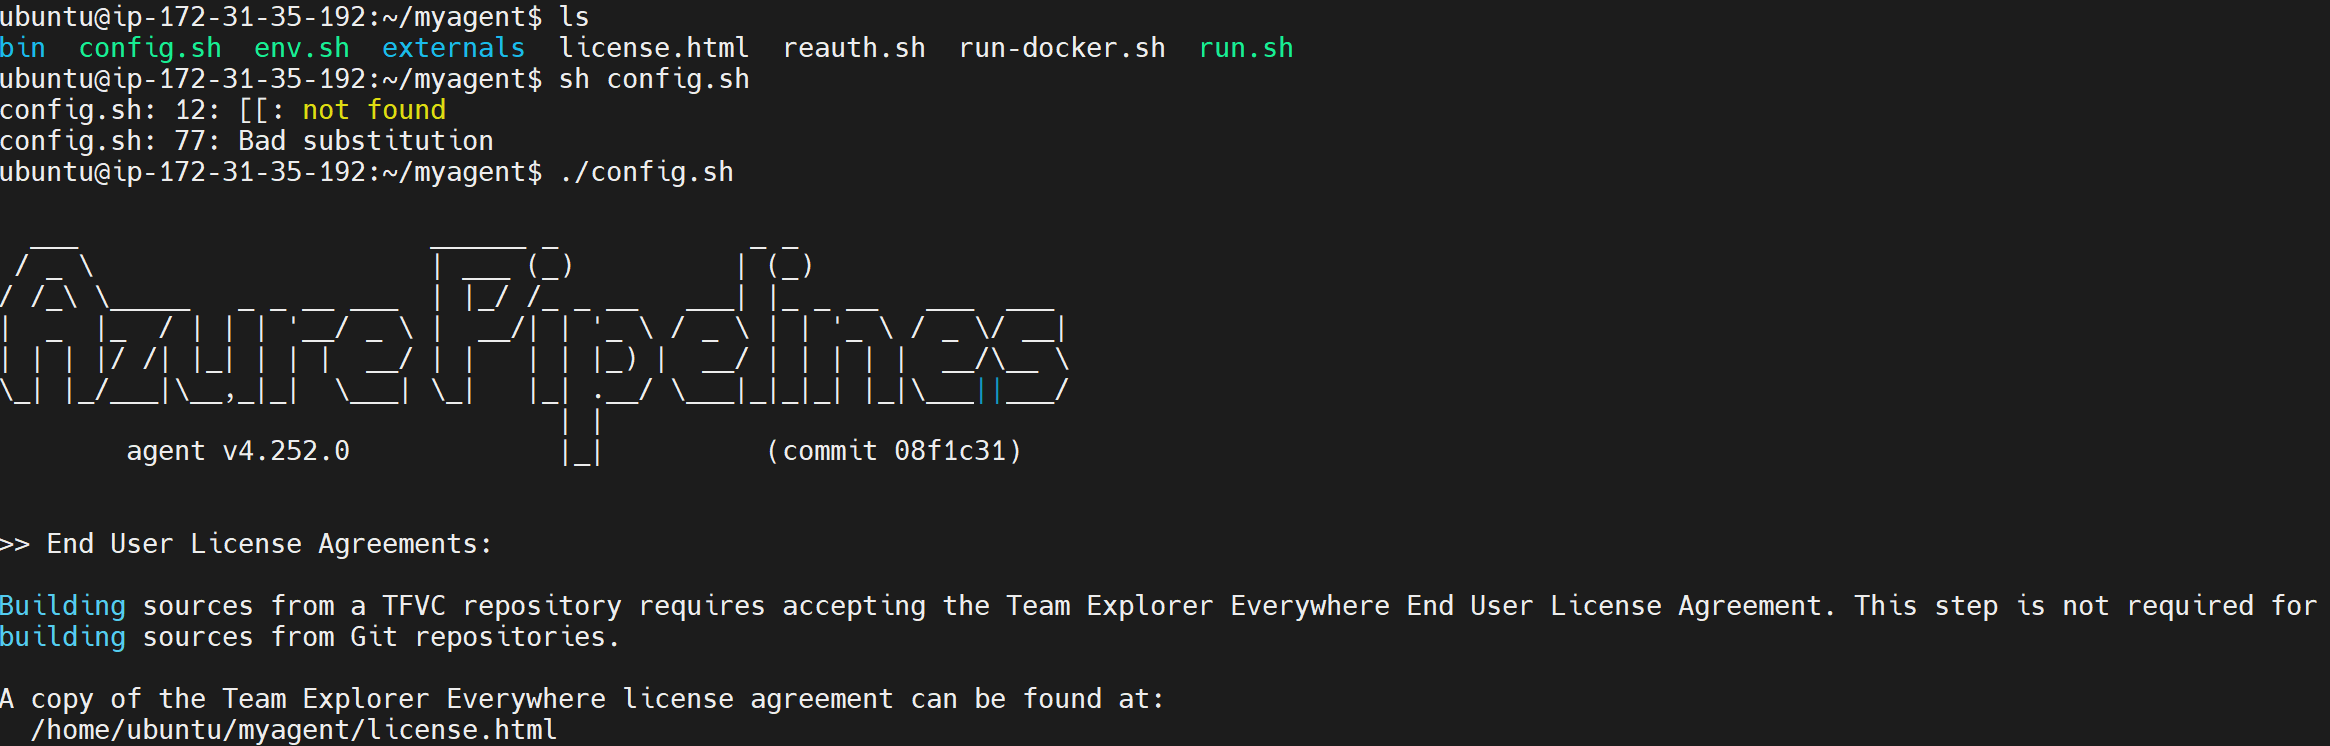 ubuntu@ip-172-31-35-192:~/myagent$ ls
bin  config.sh  env.sh  externals  license.html  reauth.sh  run-docker.sh  run.sh
ubuntu@ip-172-31-35-192:~/myagent$ sh config.sh
config.sh: 12: [[: not found
config.sh: 77: Bad substitution
ubuntu@ip-172-31-35-192:~/myagent$ ./config.sh
Azure Pipelines
agent v4.252.0 (commit 08f1c31)
>> End User License Agreements:
Building sources from a TFVC repository requires accepting the Team Explorer Everywhere End User License Agreement. This step is not required for
building sources from Git repositories.
A copy of the Team Explorer Everywhere license agreement can be found at:
  /home/ubuntu/myagent/license.html